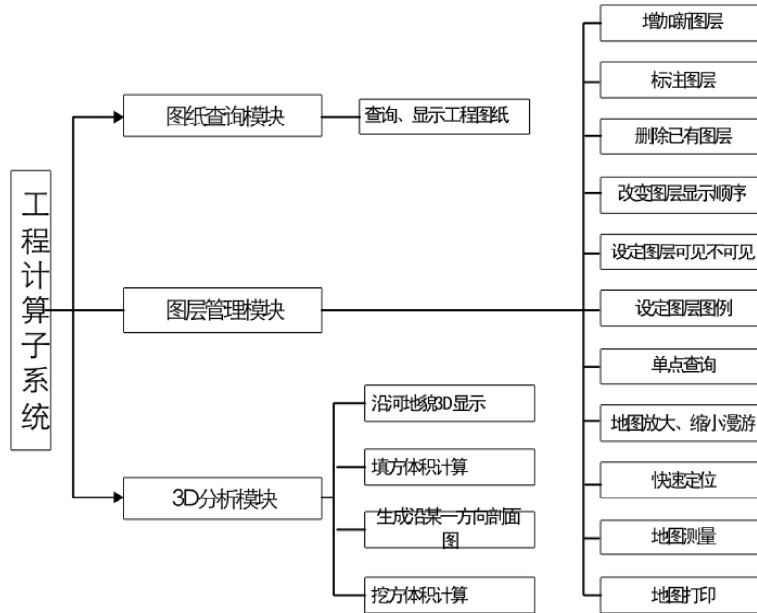 工程计算子系统
图纸查询模块
查询、显示工程图纸
图层管理模块
增加新图层
标注图层
删除已有图层
改变图层显示顺序
设定图层可见不可见
设定图层图例
单点查询
地图放大、缩小漫游
快速定位
地图测量
地图打印
3D分析模块
沿河地貌3D显示
填方体积计算
生成沿某一方向剖面
图
挖方体积计算